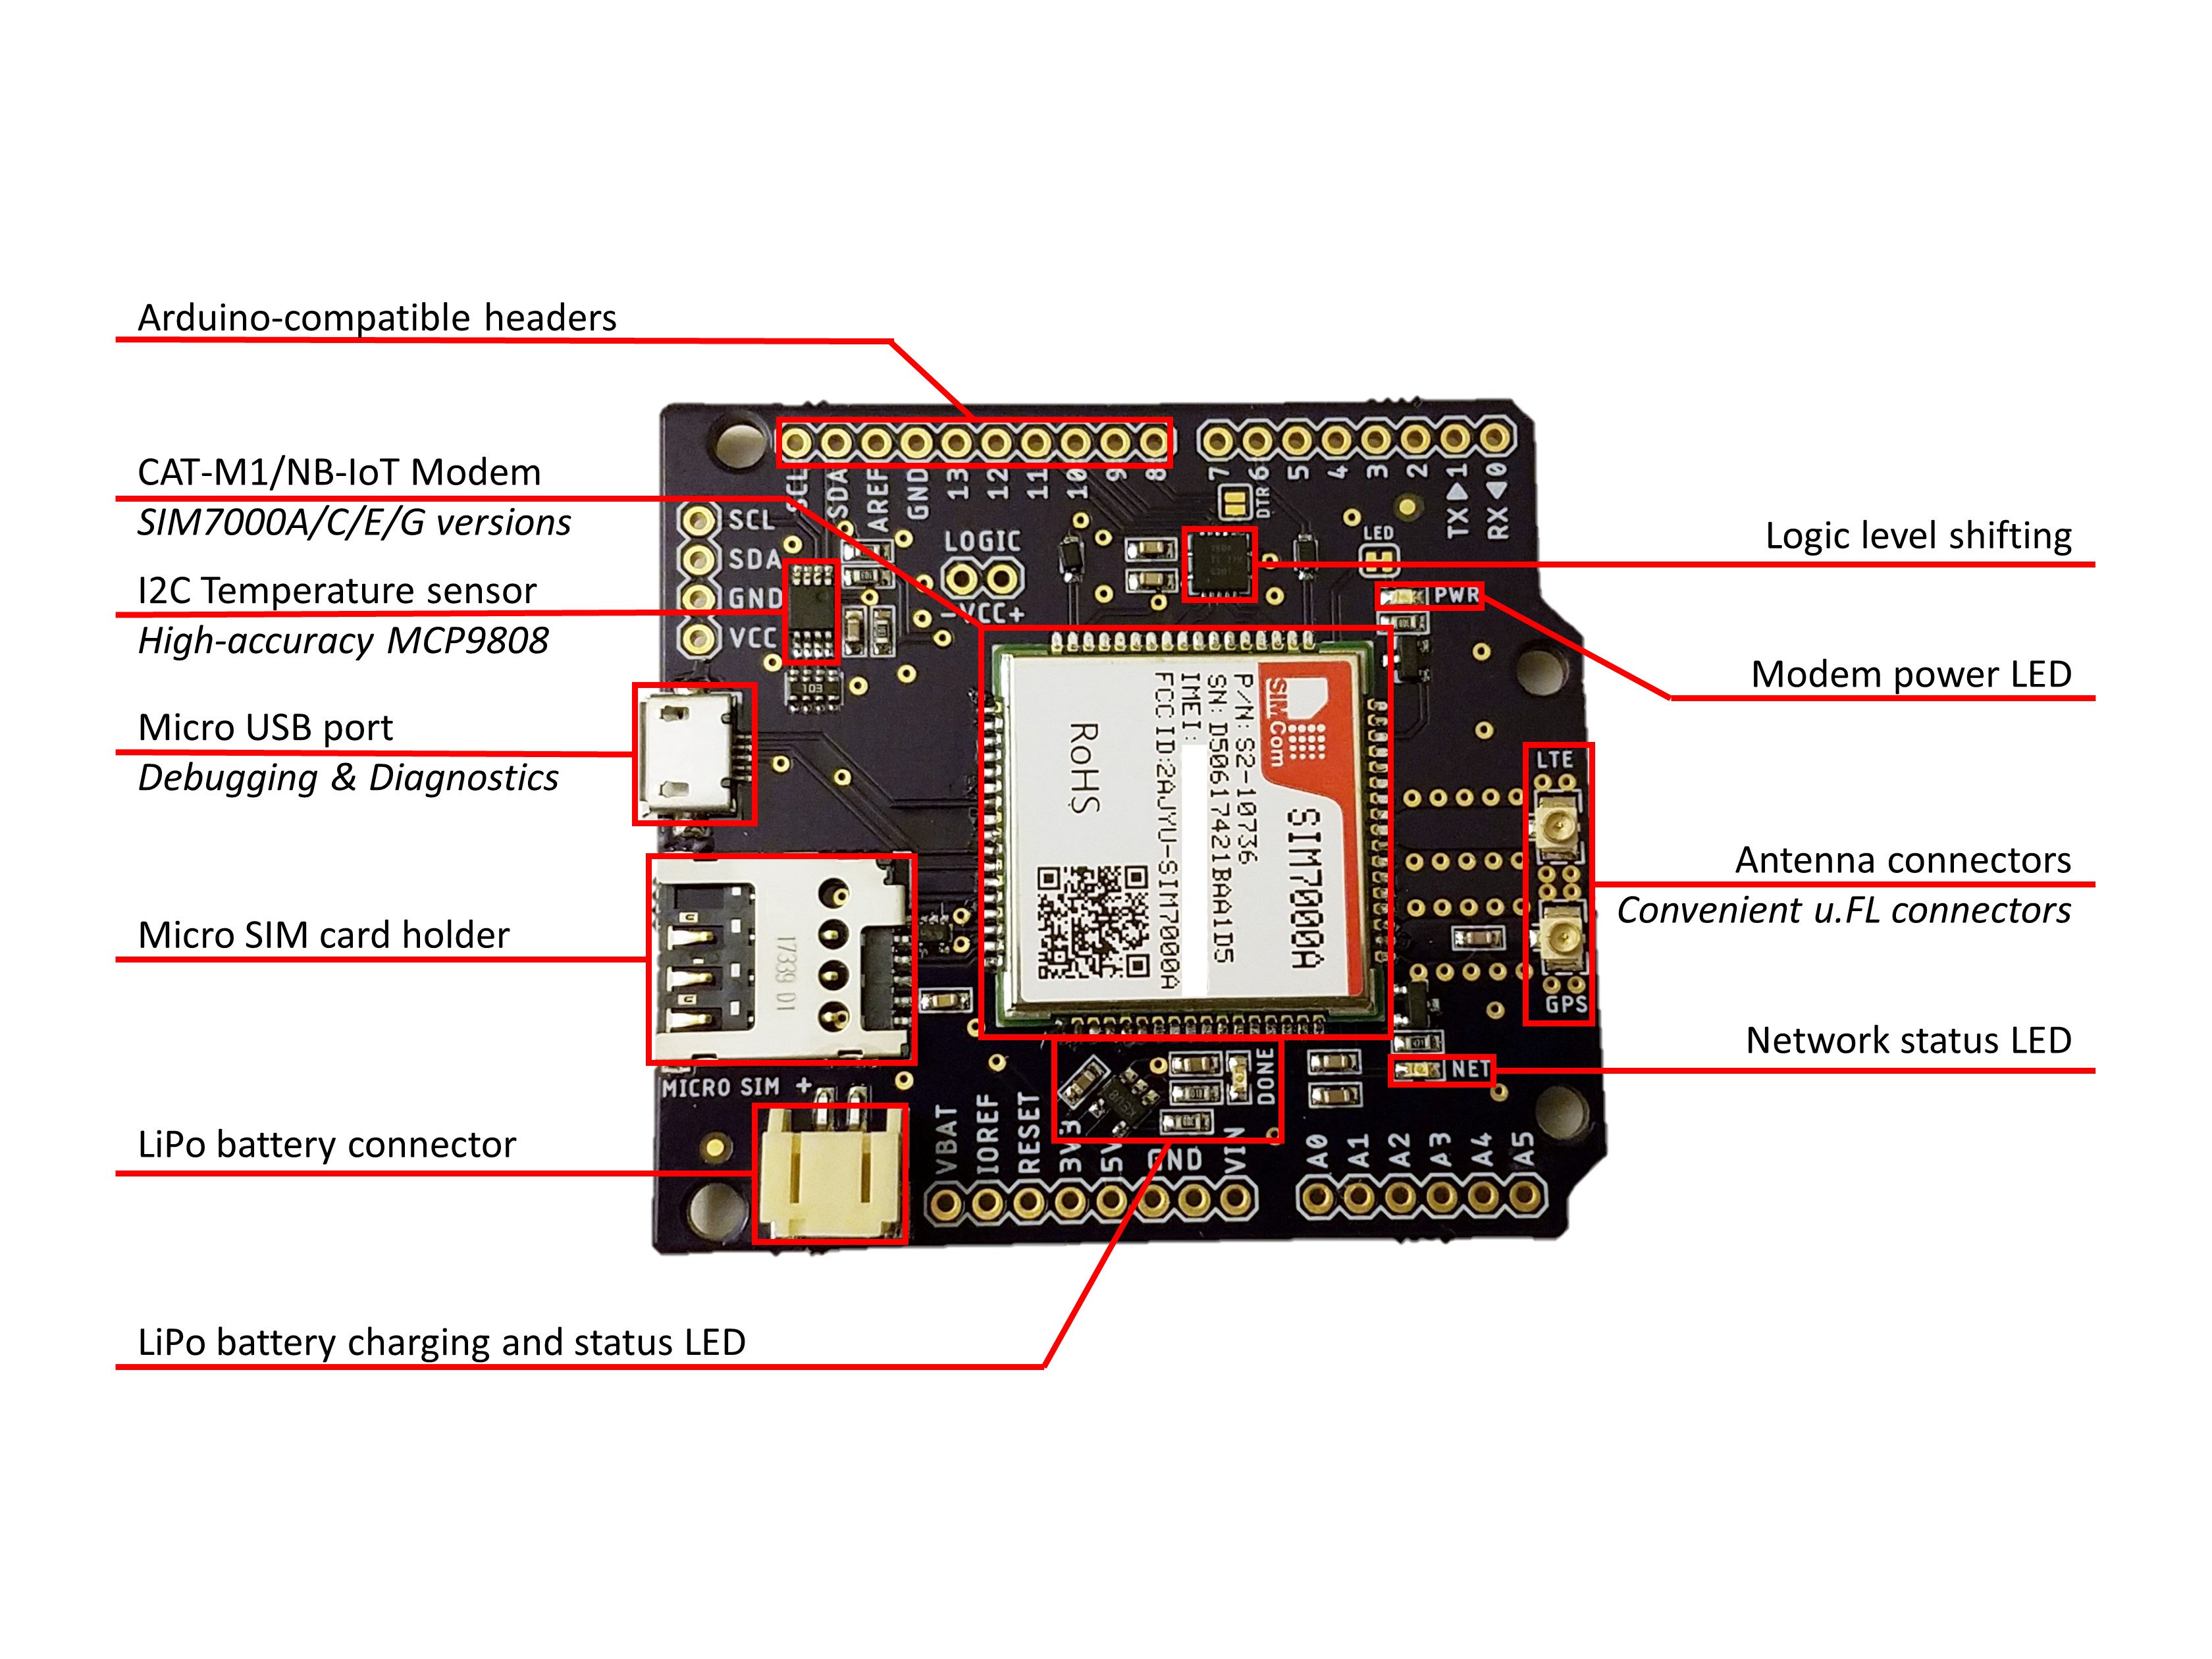 Arduino-compatible headers
CAT-M1/NB-IoT Modem
SIM7000A/C/E/G versions
I2C Temperature sensor
High-accuracy MCP9808
Micro USB port
Debugging & Diagnostics
Micro SIM card holder
LiPo battery connector
LiPo battery charging and status LED
Logic level shifting
Modem power LED
Antenna connectors
Convenient u.FL connectors
Network status LED
SCL SDA AREF GND 13 12 11 10 9 8
7 6 5 4 3 2 TX▶1 RX◀0
DTR
SCL
SDA
GND
VCC
LOGIC
-VCC+
LED
PWR
103
SIMCom
SIM7000A
P/N: S2-10736
SN: D50617421BAA1D5
IMEI:
FCC ID:2AJYU-SIM7000A
RoHS
LTE
GPS
17339 D1
MICRO SIM +
DONE
NET
VBAT IOREF RESET 3V3 5V GND VIN
A0 A1 A2 A3 A4 A5